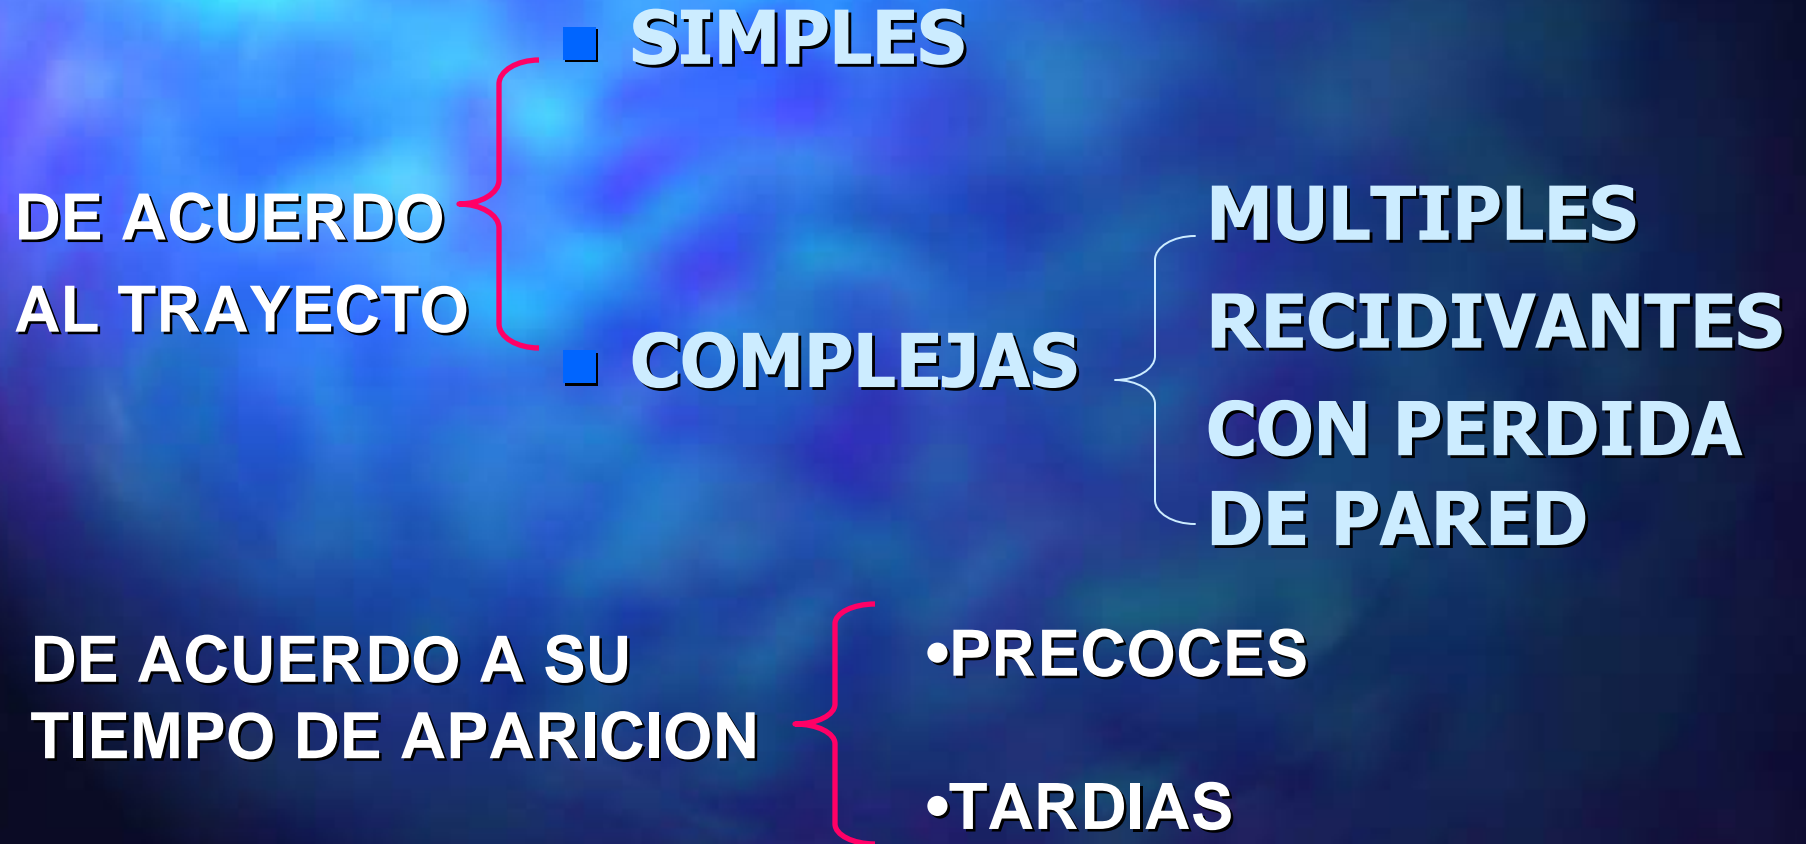 ■ SIMPLES
DE ACUERDO
AL TRAYECTO
■ COMPLEJAS
MULTIPLES
RECIDIVANTES
CON PERDIDA
DE PARED
DE ACUERDO A SU
TIEMPO DE APARICION
•PRECOCES
•TARDIAS